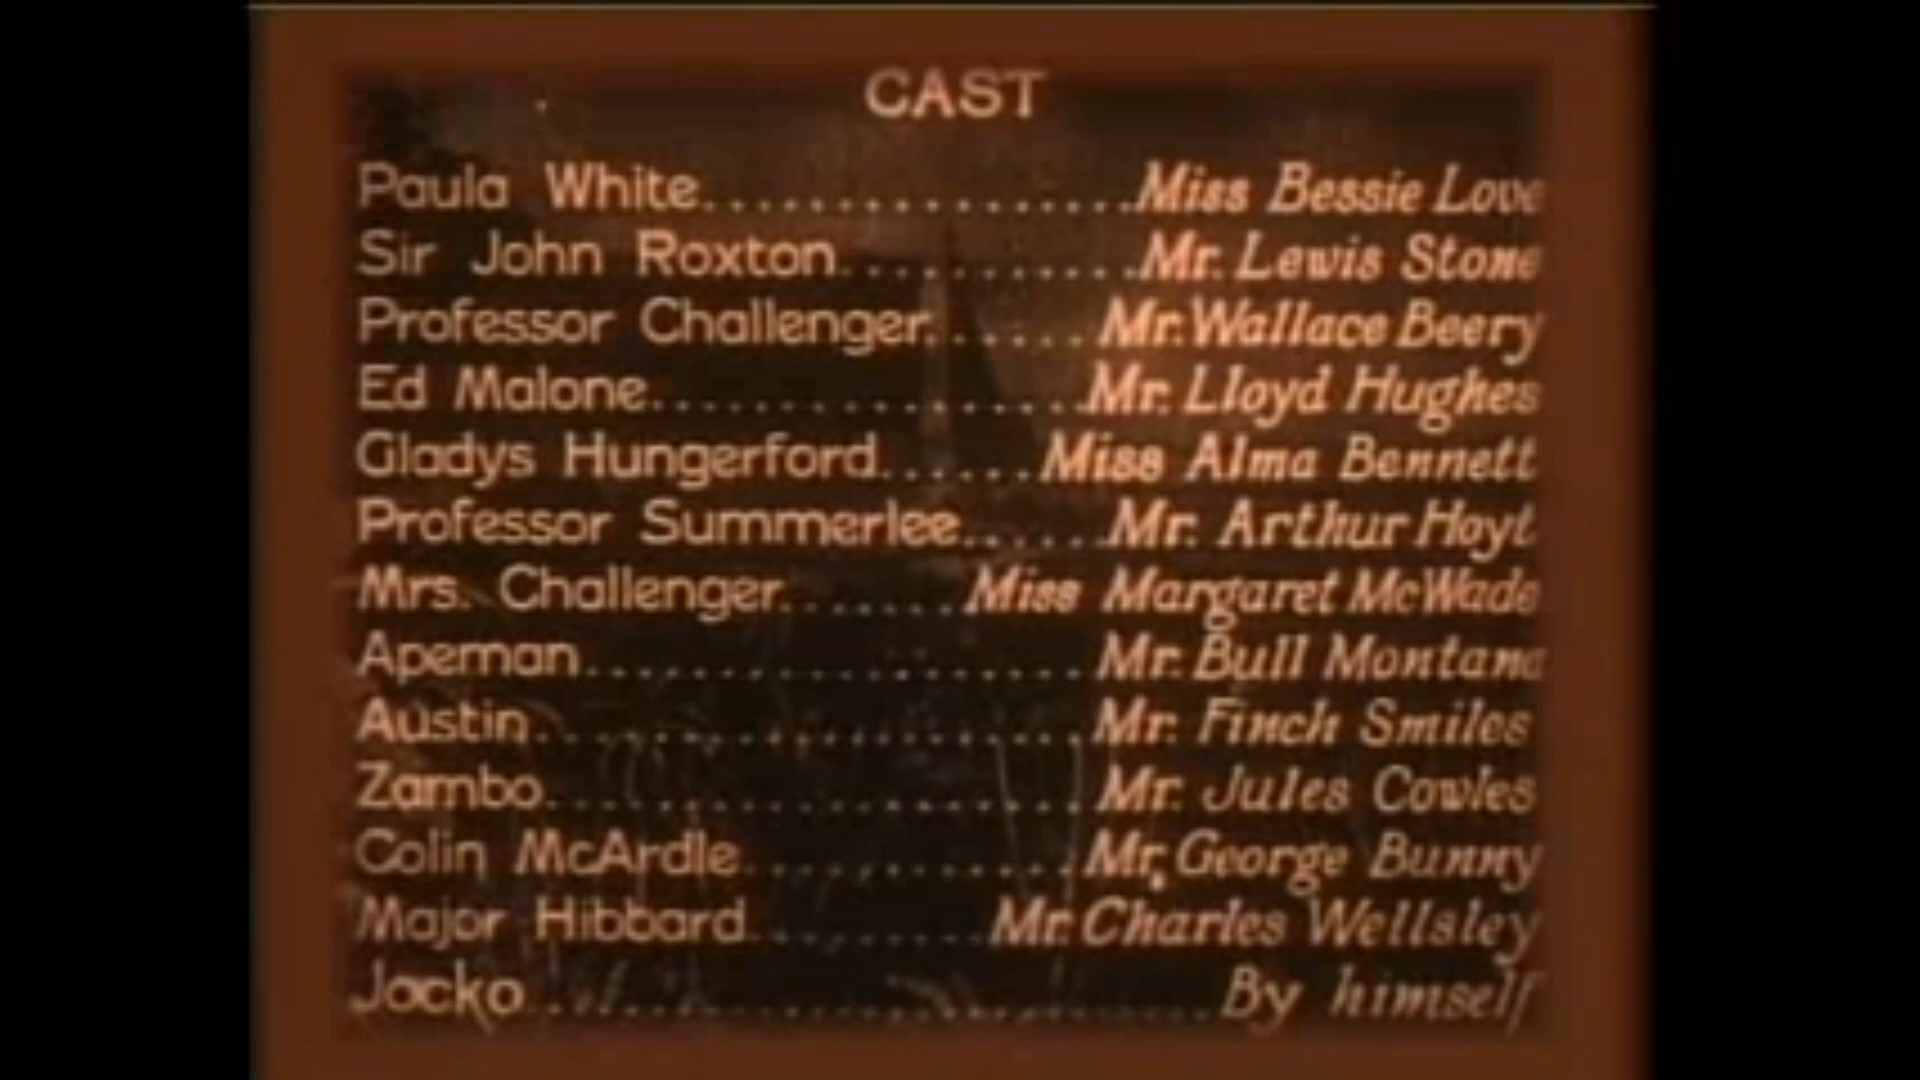 CAST
Paula White.................Miss Bessie Love
Sir John Roxton............Mr. Lewis Stone
Professor Challenger.......Mr. Wallace Beery
Ed Malone.................Mr. Lloyd Hughes
Gladys Hungerford......Miss Alma Bennett
Professor Summerlee......Mr. Arthur Hoyt
Mrs. Challenger.......Miss Margaret McWade
Apeman...................Mr. Bull Montana
Austin.....................Mr. Finch Smiles
Zambo.....................Mr. Jules Cowles
Colin McArdle.............Mr. George Bunny
Major Hibbard.........Mr. Charles Wellsley
Jocko..........................By himself